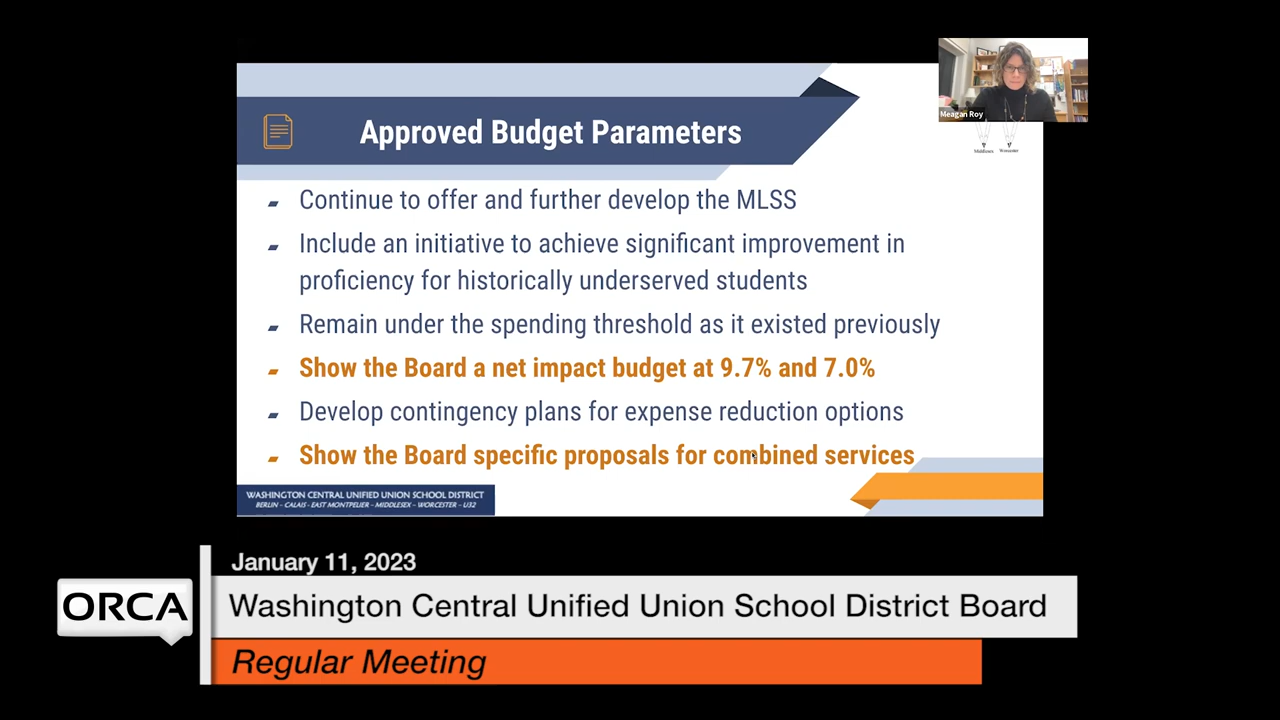 Meagan Roy
Middlesex Worcester
Approved Budget Parameters
Continue to offer and further develop the MLSS
Include an initiative to achieve significant improvement in
proficiency for historically underserved students
Remain under the spending threshold as it existed previously
Show the Board a net impact budget at 9.7% and 7.0%
Develop contingency plans for expense reduction options
Show the Board specific proposals for combined services
WASHINGTON CENTRAL UNIFIED UNION SCHOOL DISTRICT
BERLIN – CALAIS - EAST MONTPELIER – MIDDLESEX – WORCESTER – U32
January 11, 2023
ORCA
Washington Central Unified Union School District Board
Regular Meeting